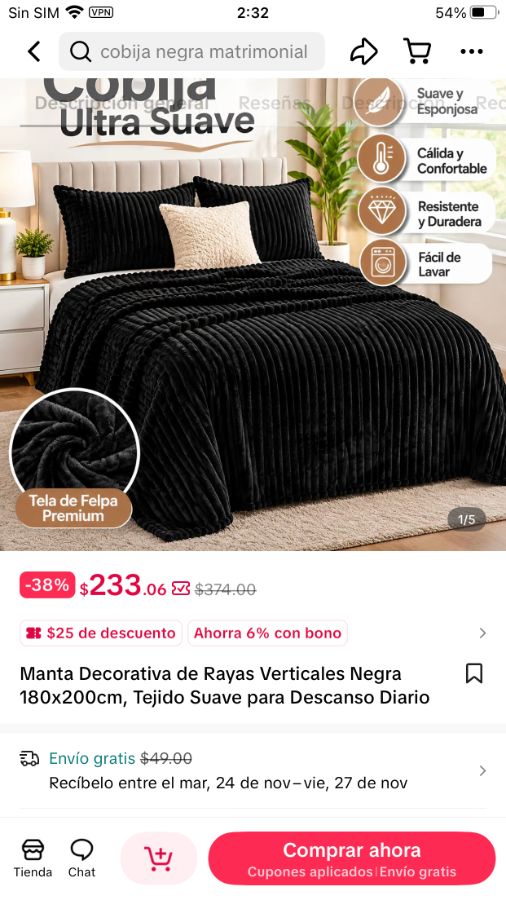 Sin SIM VPN 2:32 54%
cobija negra matrimonial
Cobija
Descripción general Reseñas Descripción Rec
Ultra Suave
Suave y
Esponjosa
Cálida y
Confortable
Resistente
y Duradera
Fácil de
Lavar
Tela de Felpa
Premium
1/5
-38% $233.06 $374.00
$25 de descuento Ahorra 6% con bono
Manta Decorativa de Rayas Verticales Negra
180x200cm, Tejido Suave para Descanso Diario
Envío gratis $49.00
Recíbelo entre el mar, 24 de nov–vie, 27 de nov
Tienda Chat
Comprar ahora
Cupones aplicados | Envío gratis